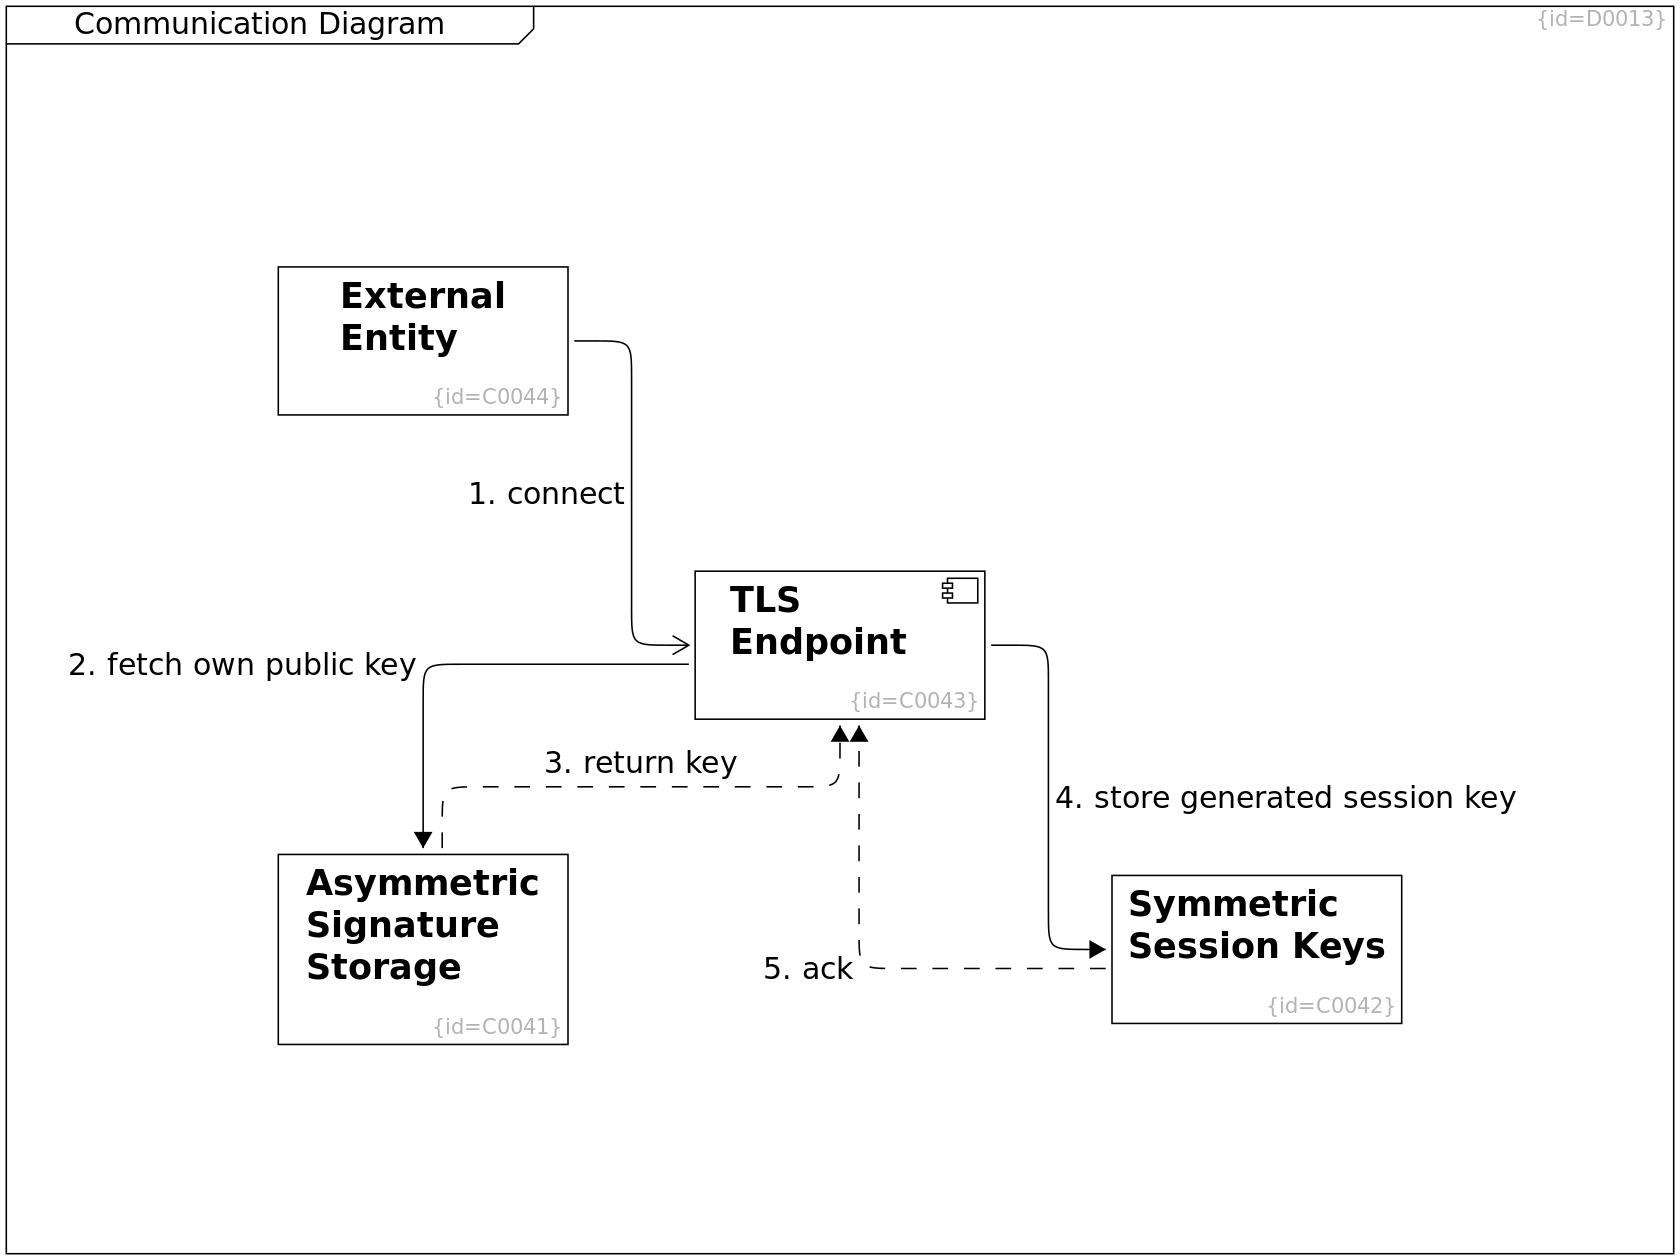 Communication Diagram
{id=D0013}
External
Entity
{id=C0044}
1. connect
TLS
Endpoint
{id=C0043}
2. fetch own public key
3. return key
4. store generated session key
Asymmetric
Signature
Storage
{id=C0041}
5. ack
Symmetric
Session Keys
{id=C0042}